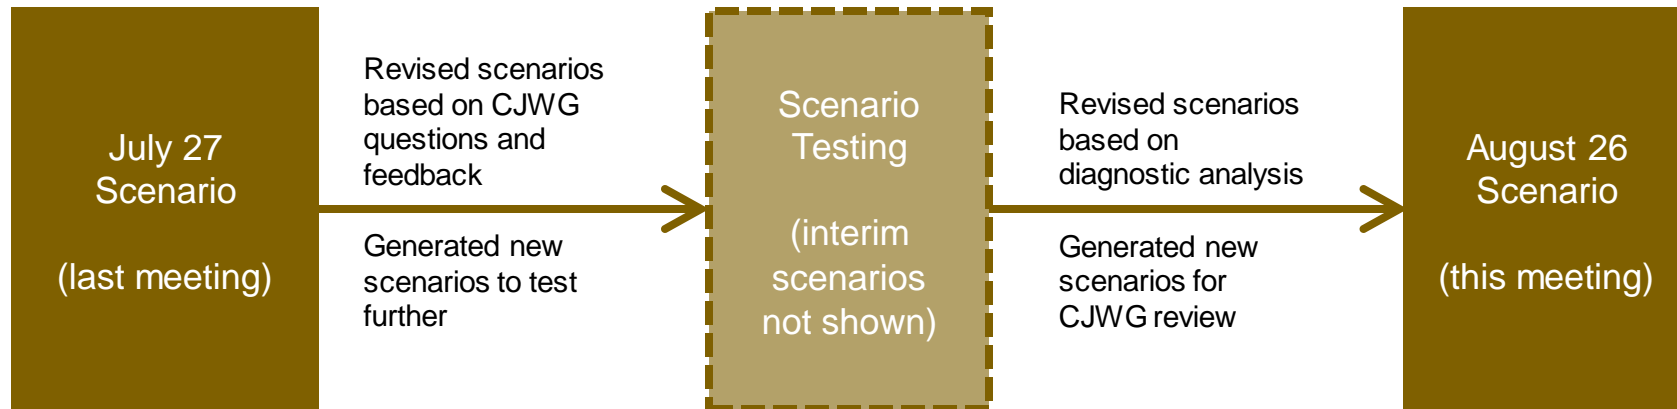 July 27
Scenario
(last meeting)
Revised scenarios
based on CJWG
questions and
feedback
Generated new
scenarios to test
further
Scenario
Testing
(interim
scenarios
not shown)
Revised scenarios
based on
diagnostic analysis
Generated new
scenarios for
CJWG review
August 26
Scenario
(this meeting)